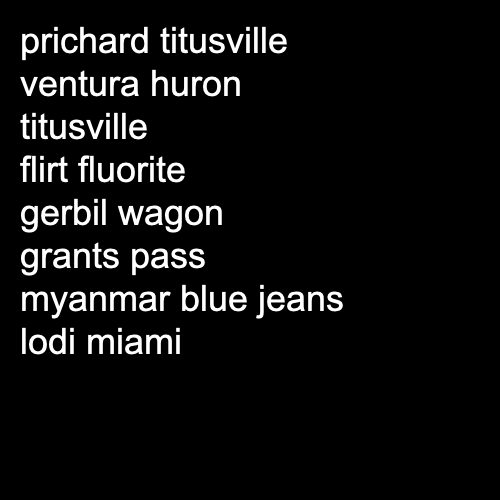 prichard titusville
ventura huron
titusville
flirt fluorite
gerbil wagon
grants pass
myanmar blue jeans
lodi miami